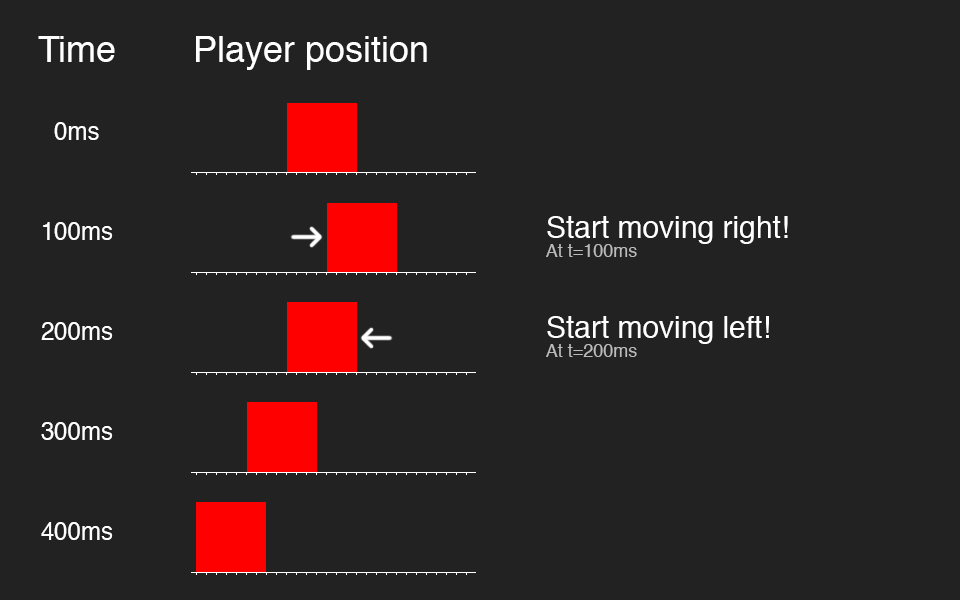 Time Player position
0ms
100ms
Start moving right!
At t=100ms
200ms
Start moving left!
At t=200ms
300ms
400ms